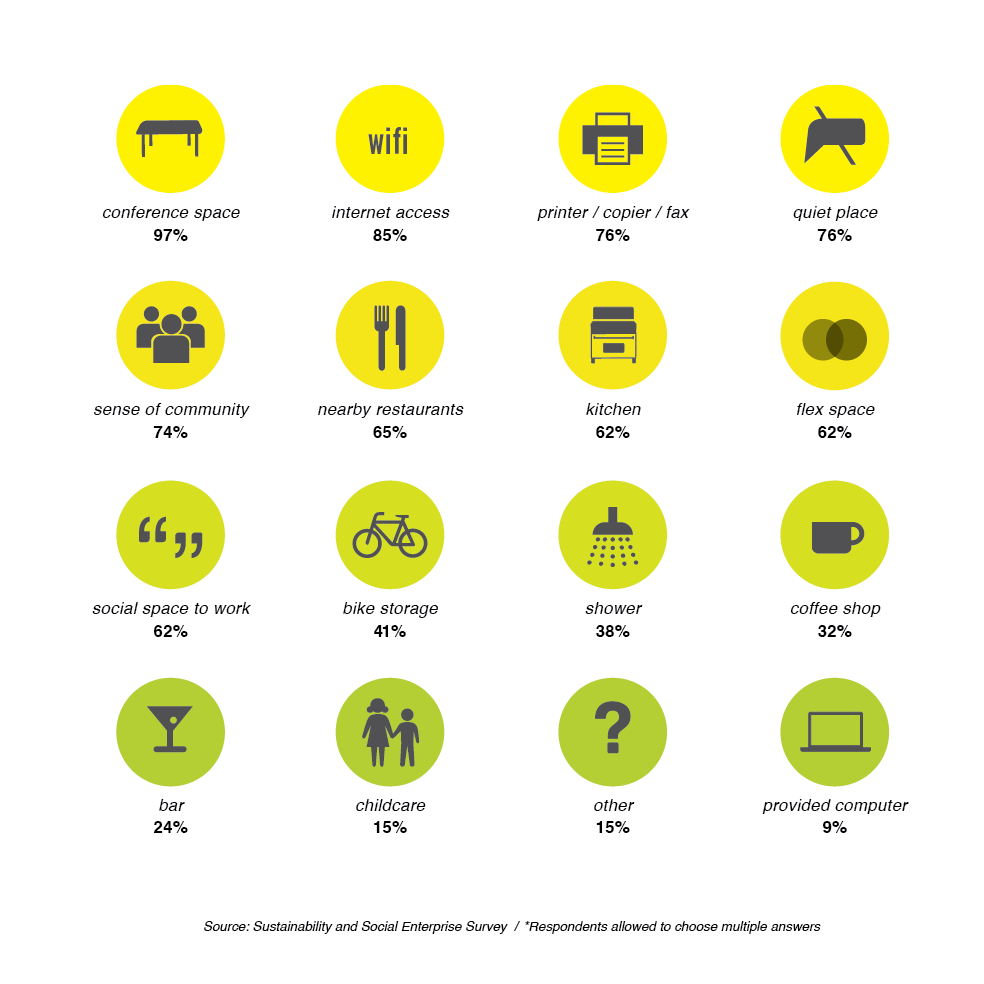 wifi
conference space
97%
internet access
85%
printer / copier / fax
76%
quiet place
76%
sense of community
74%
nearby restaurants
65%
kitchen
62%
flex space
62%
social space to work
62%
bike storage
41%
shower
38%
coffee shop
32%
bar
24%
childcare
15%
?
other
15%
provided computer
9%
Source: Sustainability and Social Enterprise Survey / *Respondents allowed to choose multiple answers